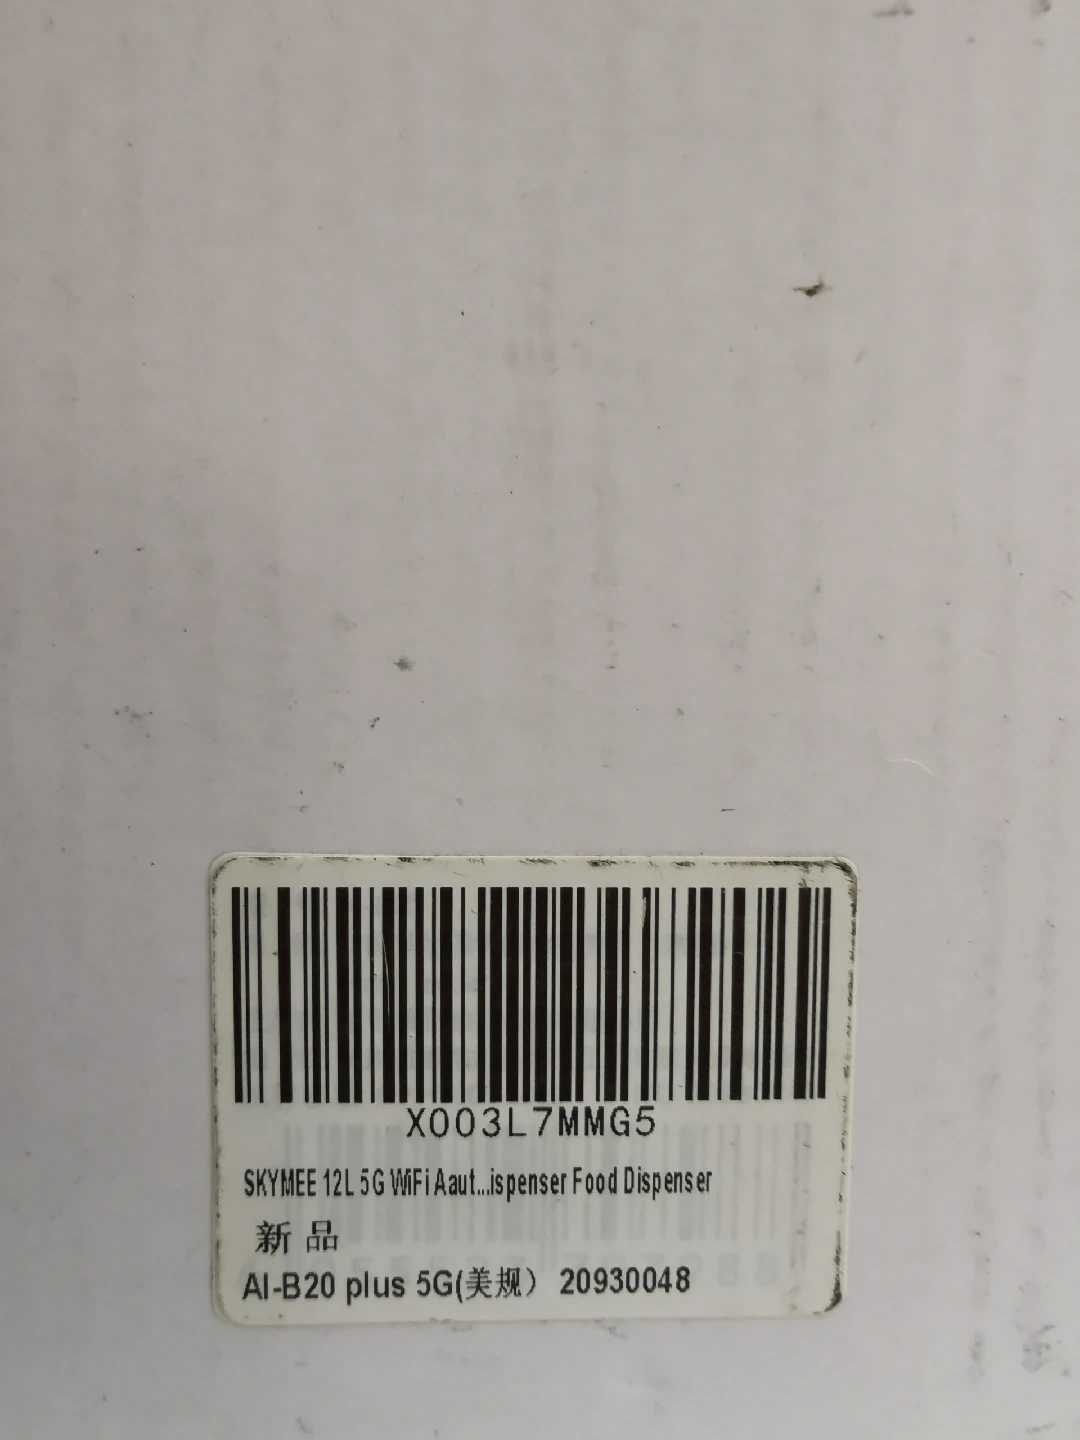 X003L7MMG5
SKYMEE 12L 5G WiFi Aaut...ispenser Food Dispenser
新 品
AI-B20 plus 5G(美规） 20930048